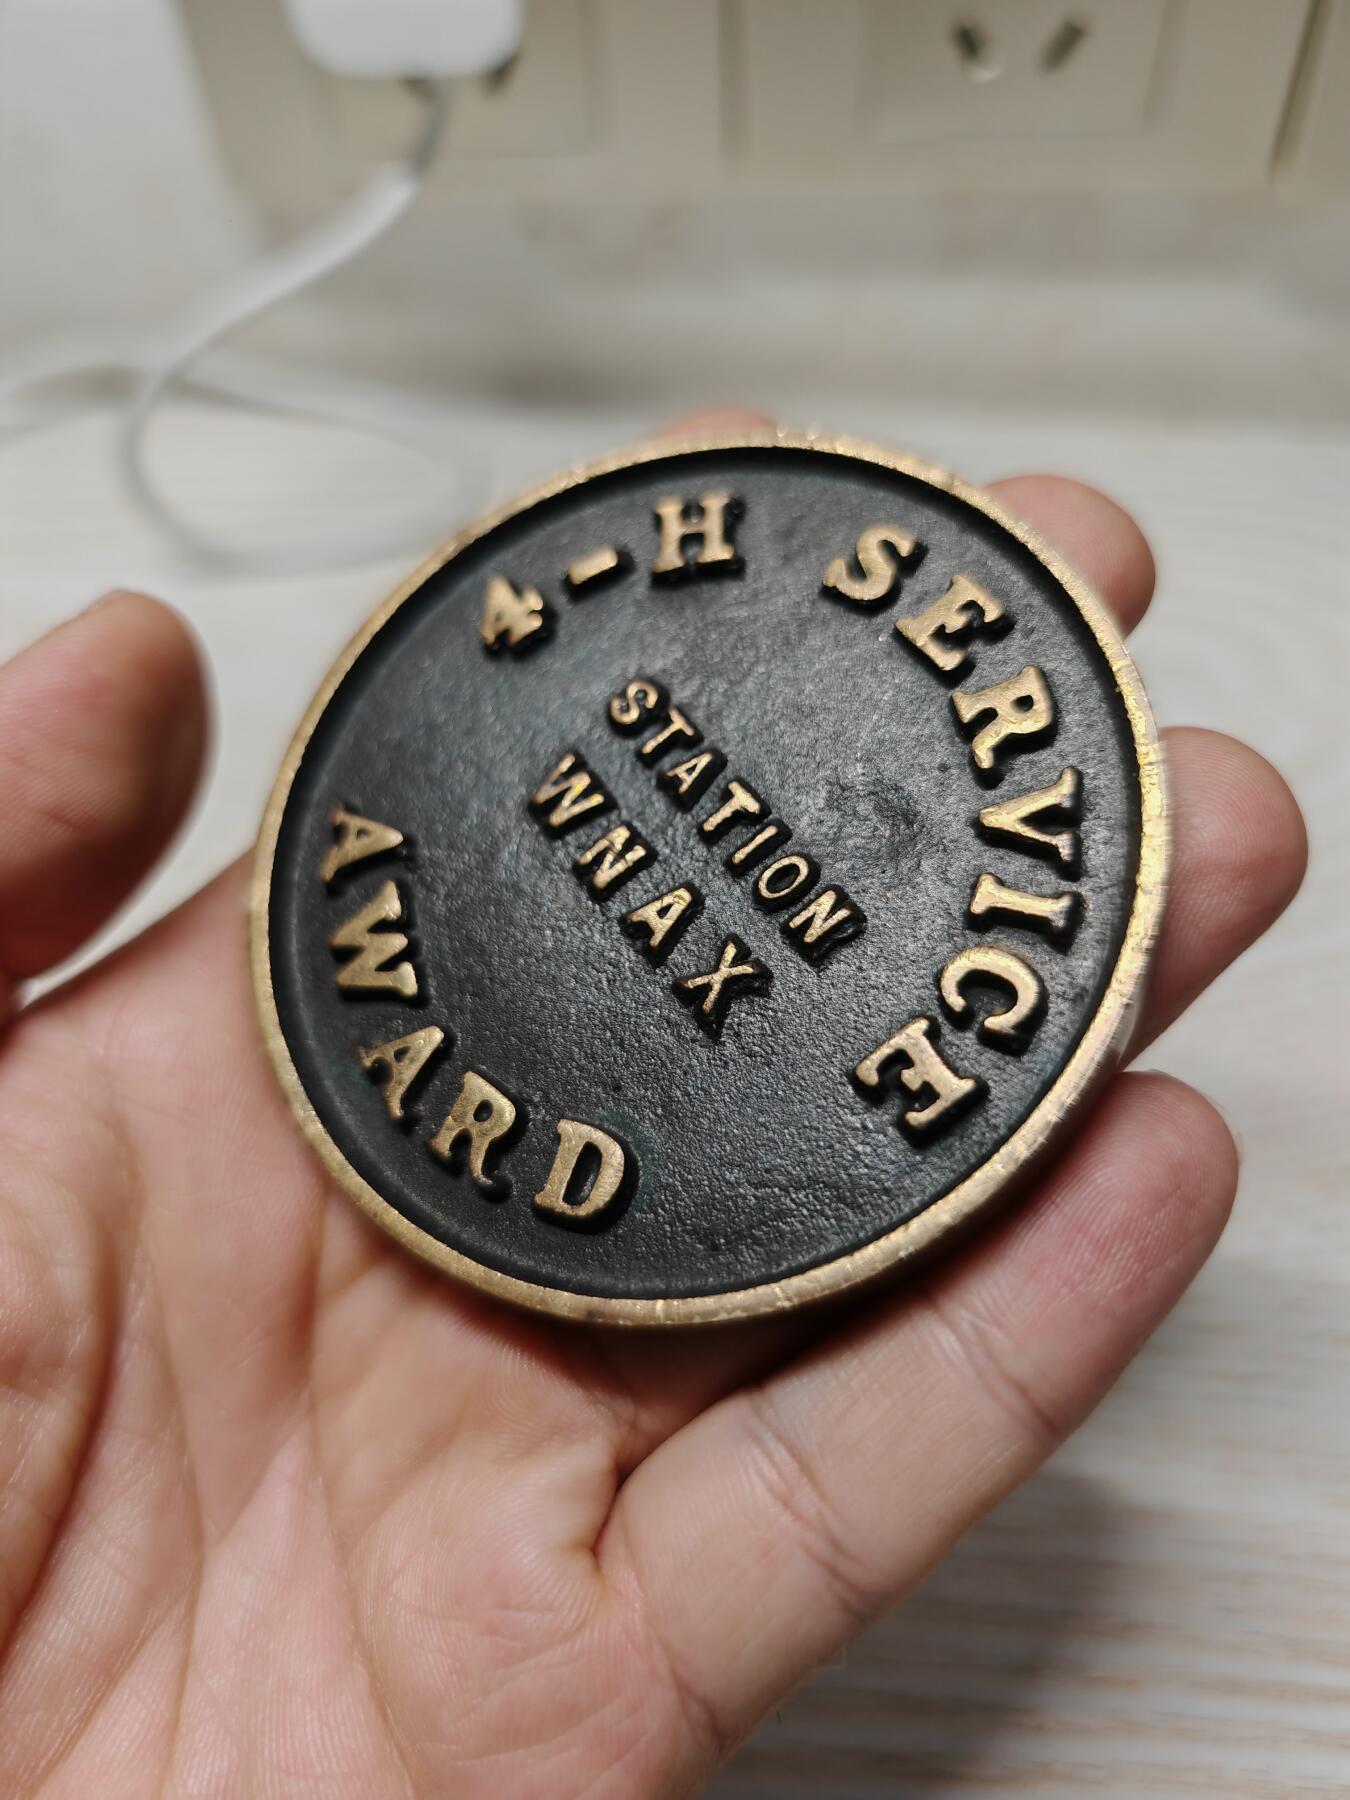 4-H SERVICE
STATION
WNAX
AWARD